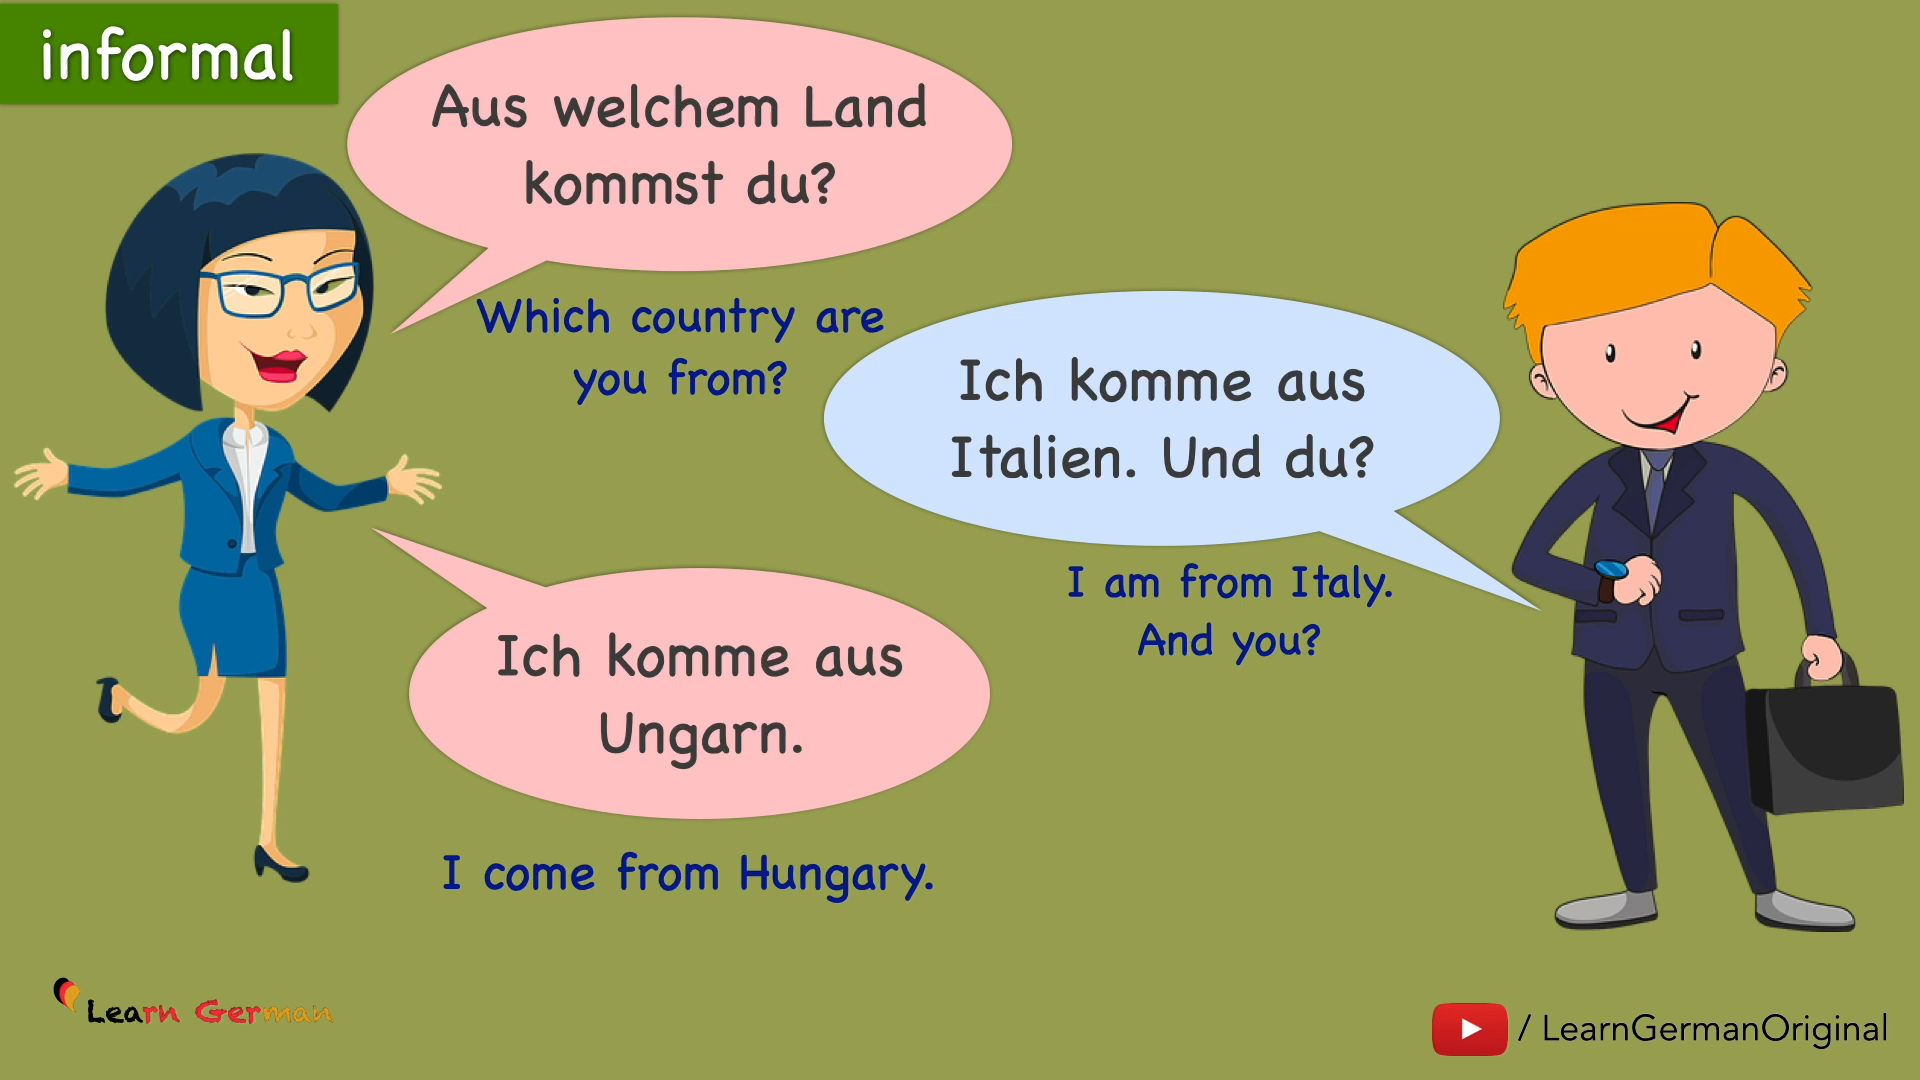 informal
Aus welchem Land
kommst du?
Which country are
you from?
Ich komme aus
Italien. Und du?
I am from Italy.
And you?
Ich komme aus
Ungarn.
I come from Hungary.
Learn German
/ LearnGermanOriginal